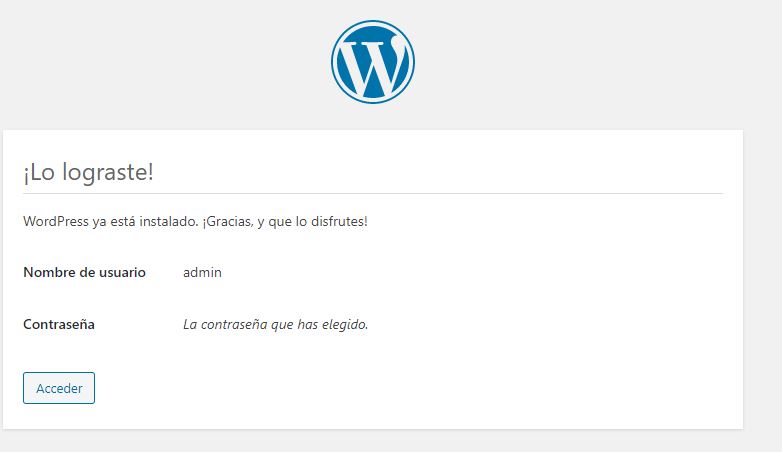 ¡Lo lograste!
WordPress ya está instalado. ¡Gracias, y que lo disfrutes!
Nombre de usuario admin
Contraseña La contraseña que has elegido.
Acceder